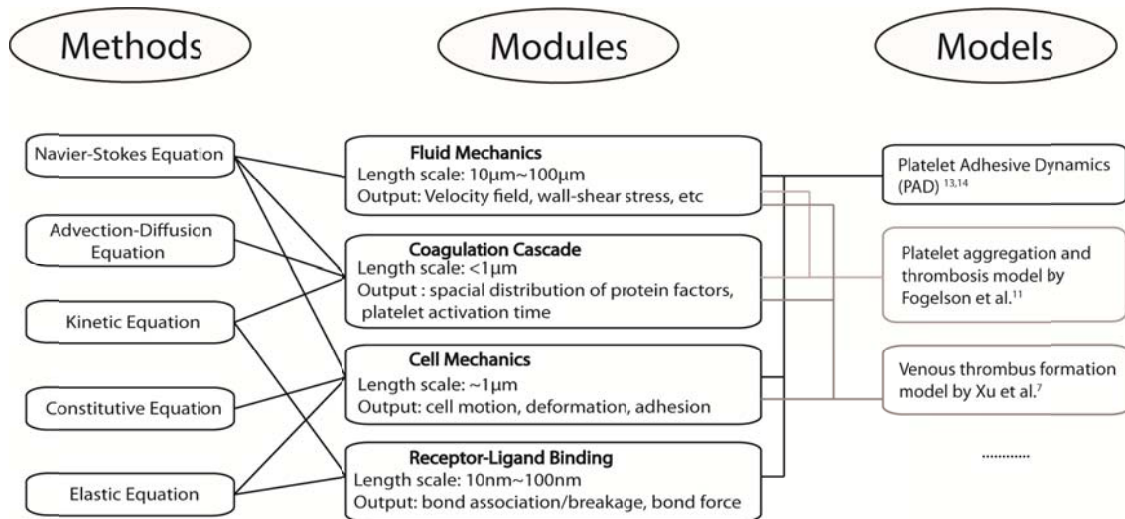 Methods
Modules
Models
Navier-Stokes Equation
Advection-Diffusion
Equation
Kinetic Equation
Constitutive Equation
Elastic Equation
Fluid Mechanics
Length scale: 10μm~100μm
Output: Velocity field, wall-shear stress, etc
Coagulation Cascade
Length scale: <1μm
Output : spacial distribution of protein factors,
platelet activation time
Cell Mechanics
Length scale: ~1μm
Output: cell motion, deformation, adhesion
Receptor-Ligand Binding
Length scale: 10nm~100nm
Output: bond association/breakage, bond force
Platelet Adhesive Dynamics
(PAD) 13,14
Platelet aggregation and
thrombosis model by
Fogelson et al.11
Venous thrombus formation
model by Xu et al.7
............